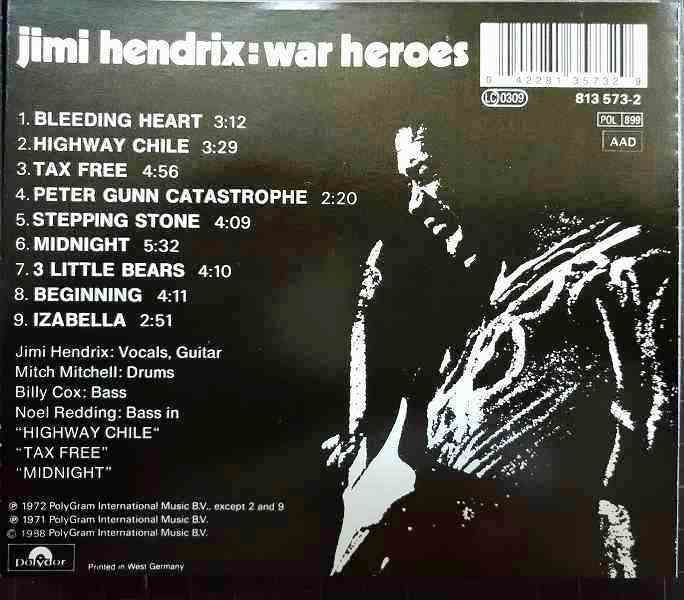 jimi hendrix: war heroes
0 42281 35732 9
LC 0309
813 573-2
POL 899
AAD
1. BLEEDING HEART 3:12
2. HIGHWAY CHILE 3:29
3. TAX FREE 4:56
4. PETER GUNN CATASTROPHE 2:20
5. STEPPING STONE 4:09
6. MIDNIGHT 5:32
7. 3 LITTLE BEARS 4:10
8. BEGINNING 4:11
9. IZABELLA 2:51
Jimi Hendrix: Vocals, Guitar
Mitch Mitchell: Drums
Billy Cox: Bass
Noel Redding: Bass in
“HIGHWAY CHILE“
“TAX FREE”
“MIDNIGHT”
℗ 1972 PolyGram International Music B.V., except 2 and 9
℗ 1971 PolyGram International Music B.V.
© 1988 PolyGram International Music B.V.
polydor
Printed in West Germany